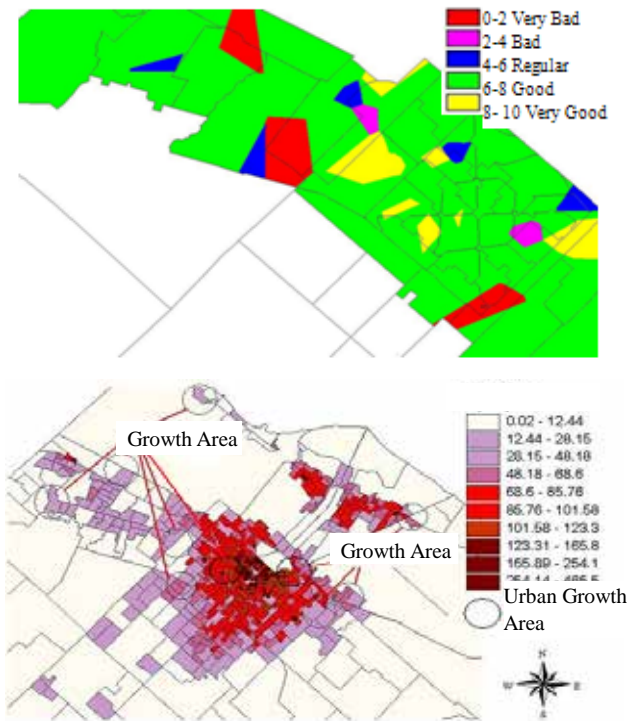 0-2 Very Bad
2-4 Bad
4-6 Regular
6-8 Good
8- 10 Very Good
Growth Area
Growth Area
0.02 - 12.44
12.44 - 28.15
28.15 - 48.18
48.18 - 68.6
68.6 - 85.76
85.76 - 101.58
101.58 - 123.3
123.31 - 165.8
165.89 - 254.1
Urban Growth
Area
N
W
E